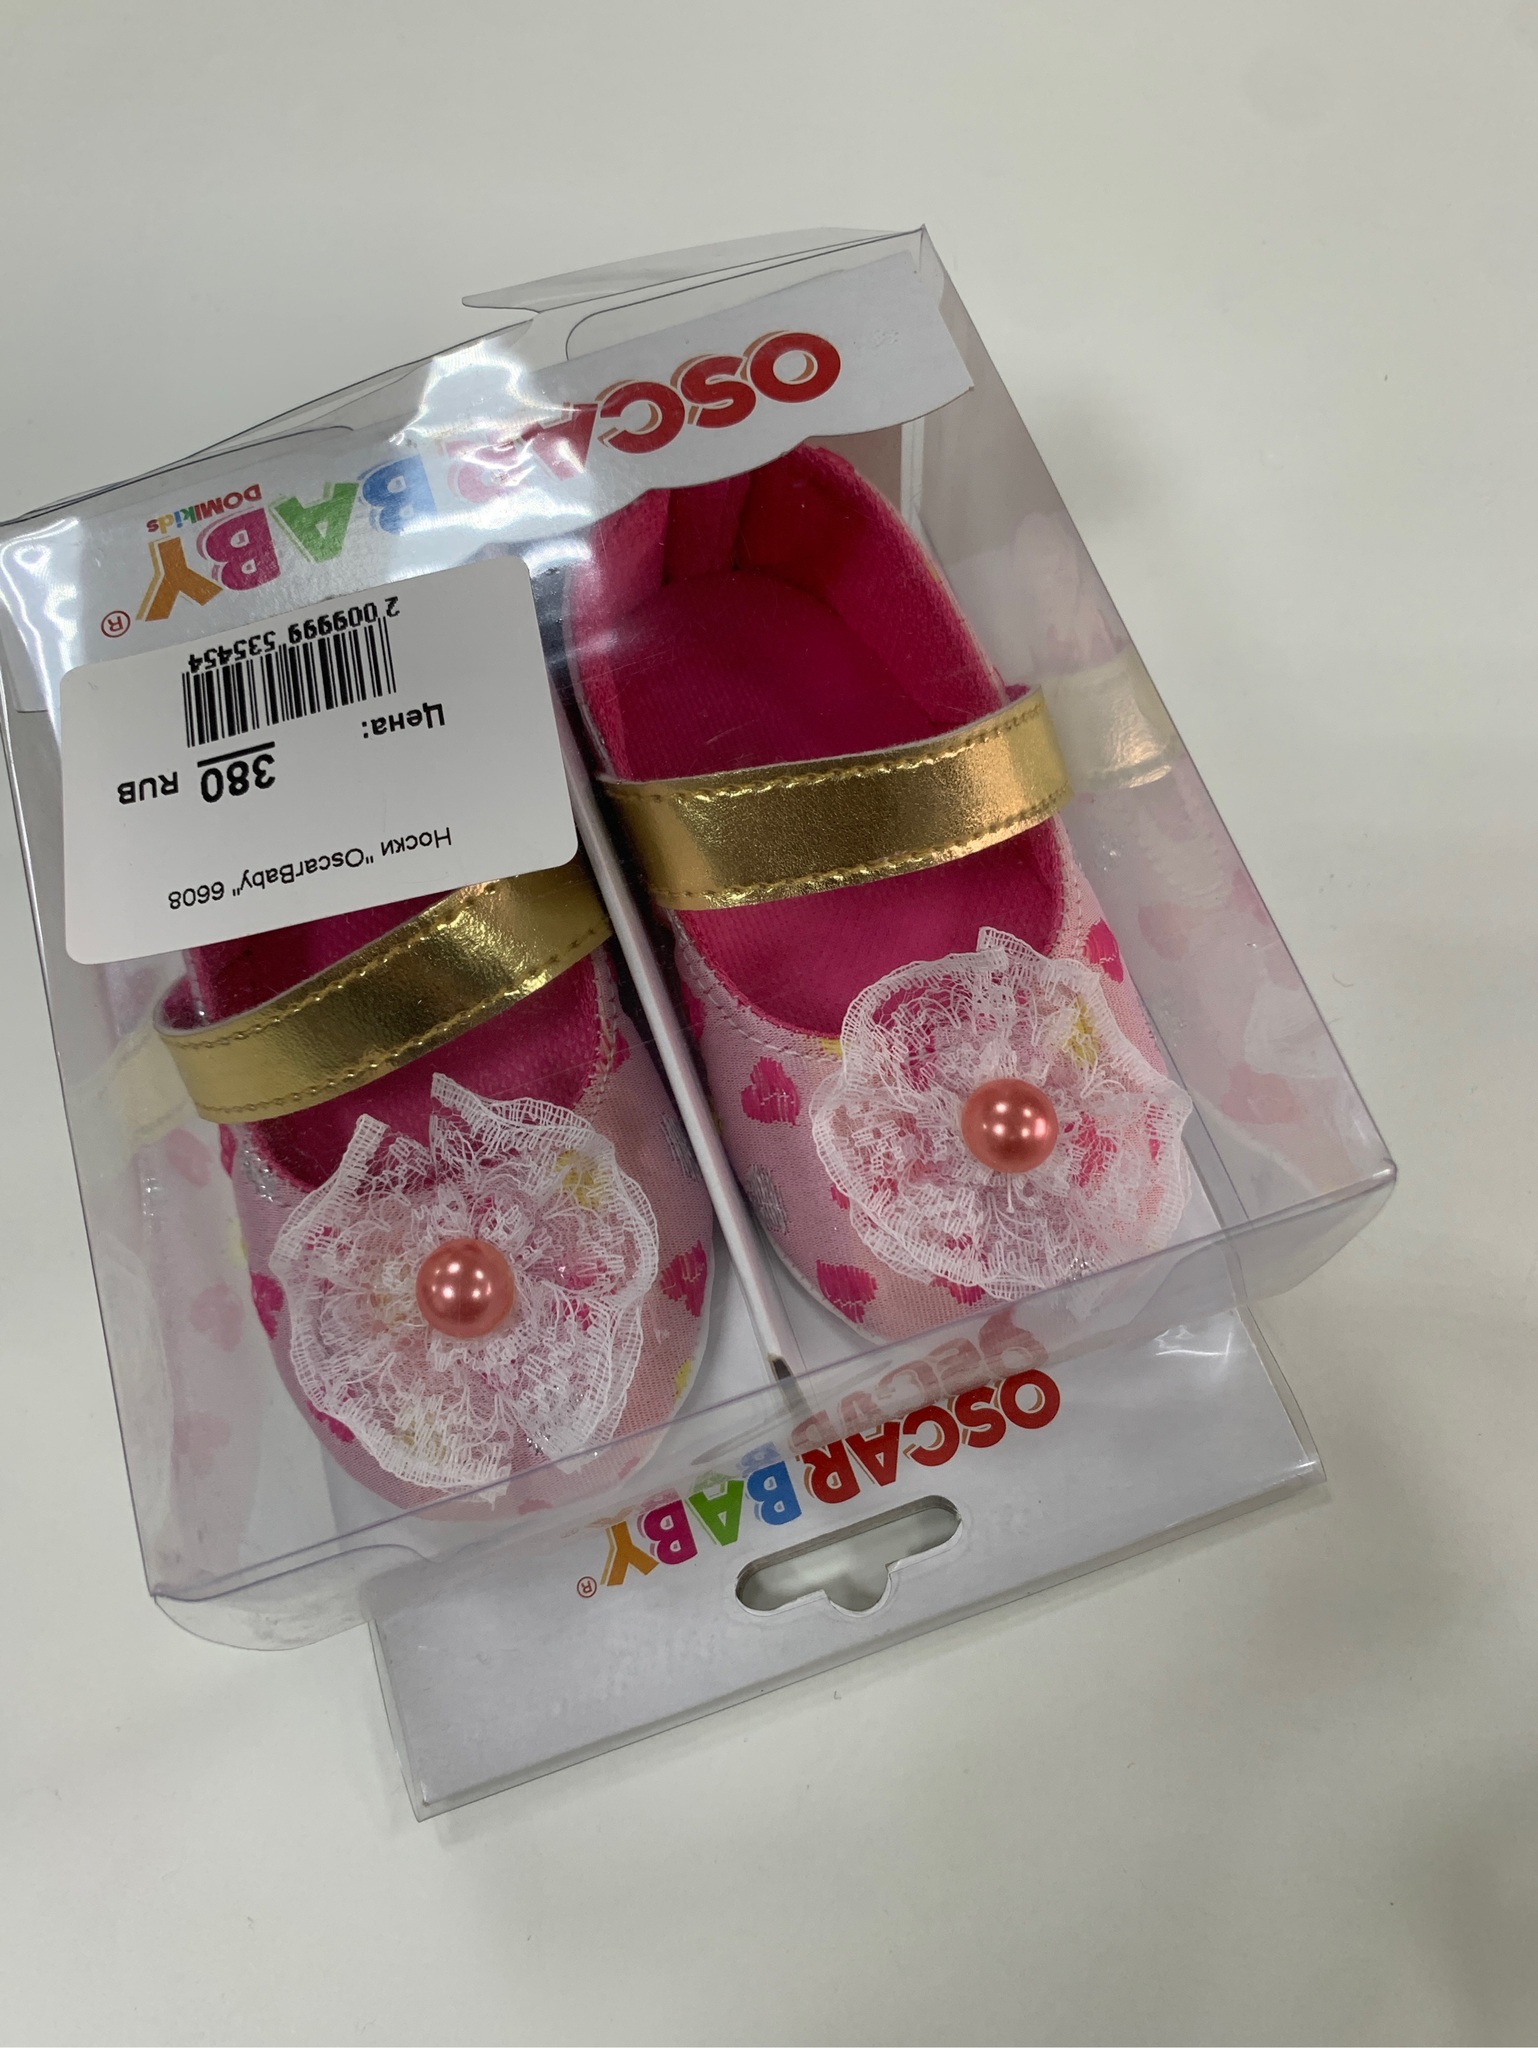 OSCAR BABY®
Носки "OscarBaby" 6608
Цена: 380 RUB
2 009999 535454
OSCAR BABY®
DOMIkids